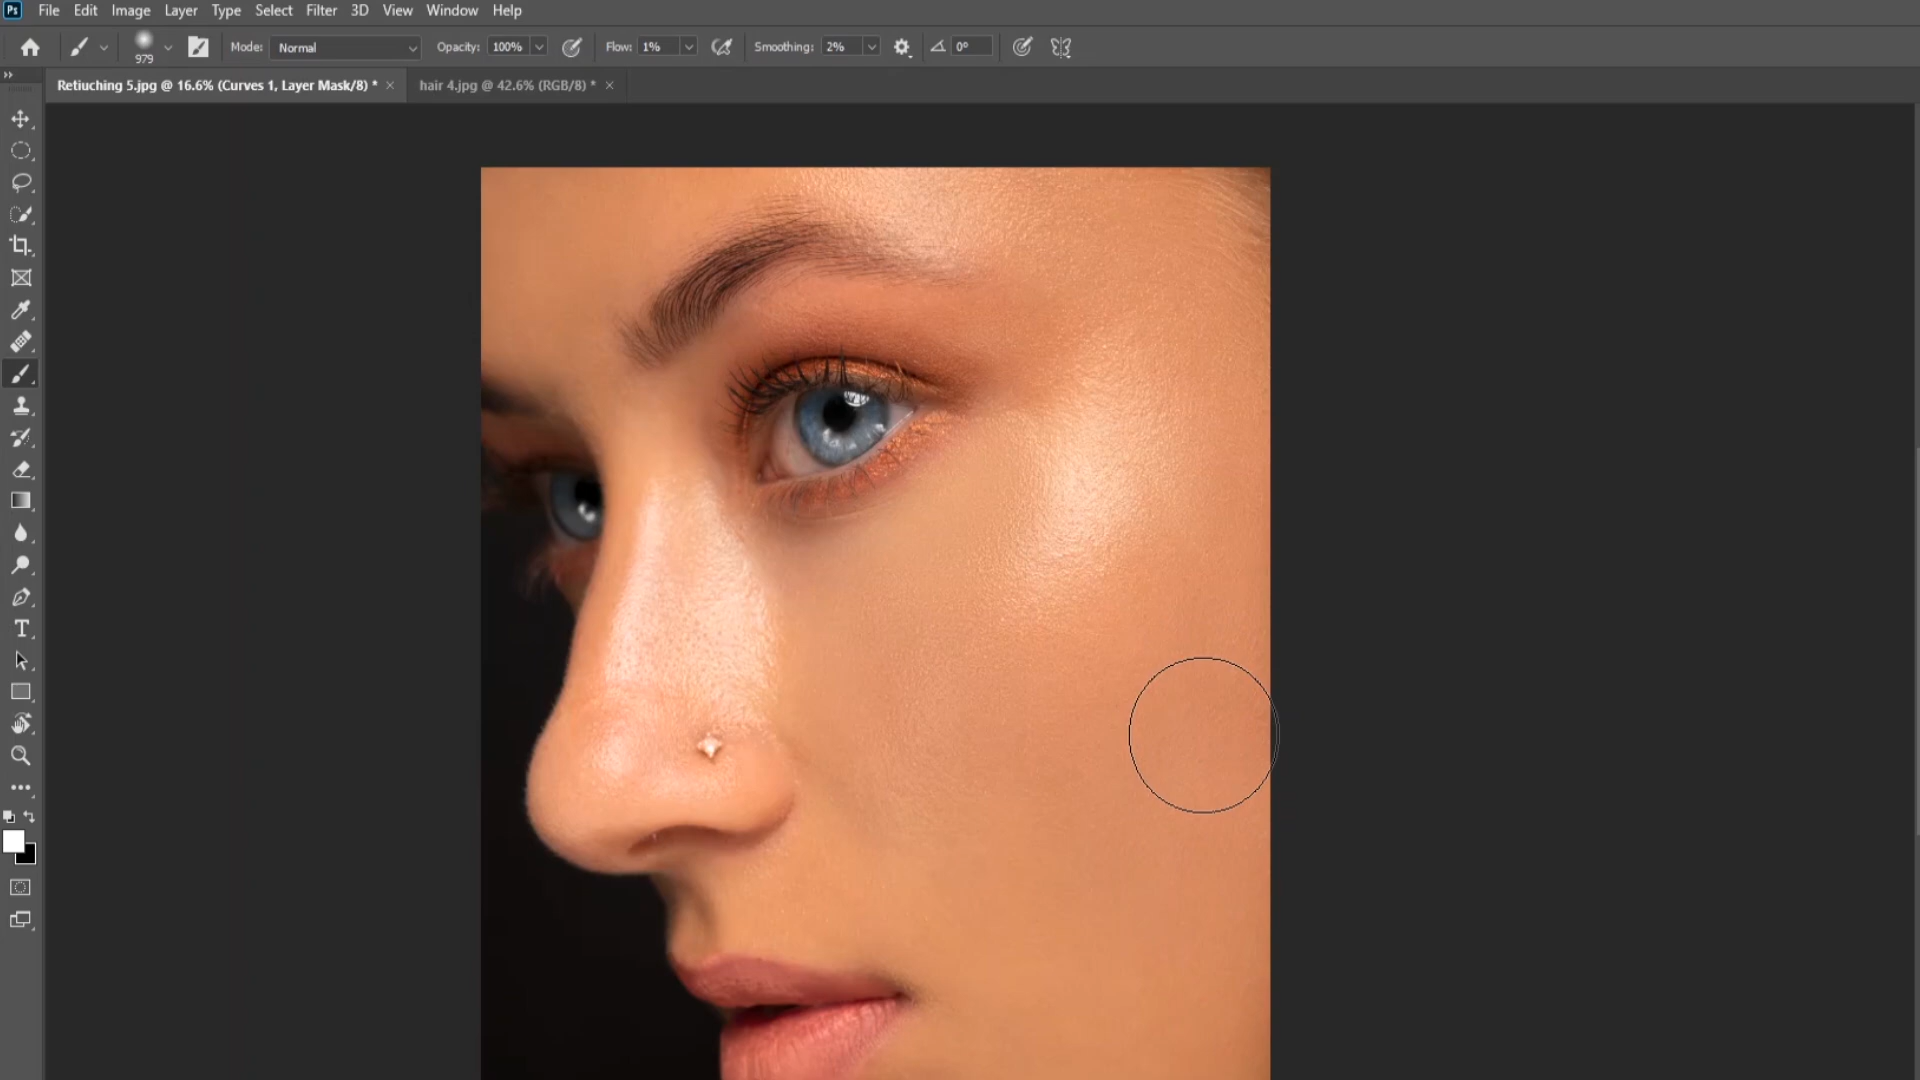 Ps File Edit Image Layer Type Select Filter 3D View Window Help
979 Mode: Normal Opacity: 100% Flow: 1% Smoothing: 2% 0°
Retiuching 5.jpg @ 16.6% (Curves 1, Layer Mask/8) * × hair 4.jpg @ 42.6% (RGB/8) * ×